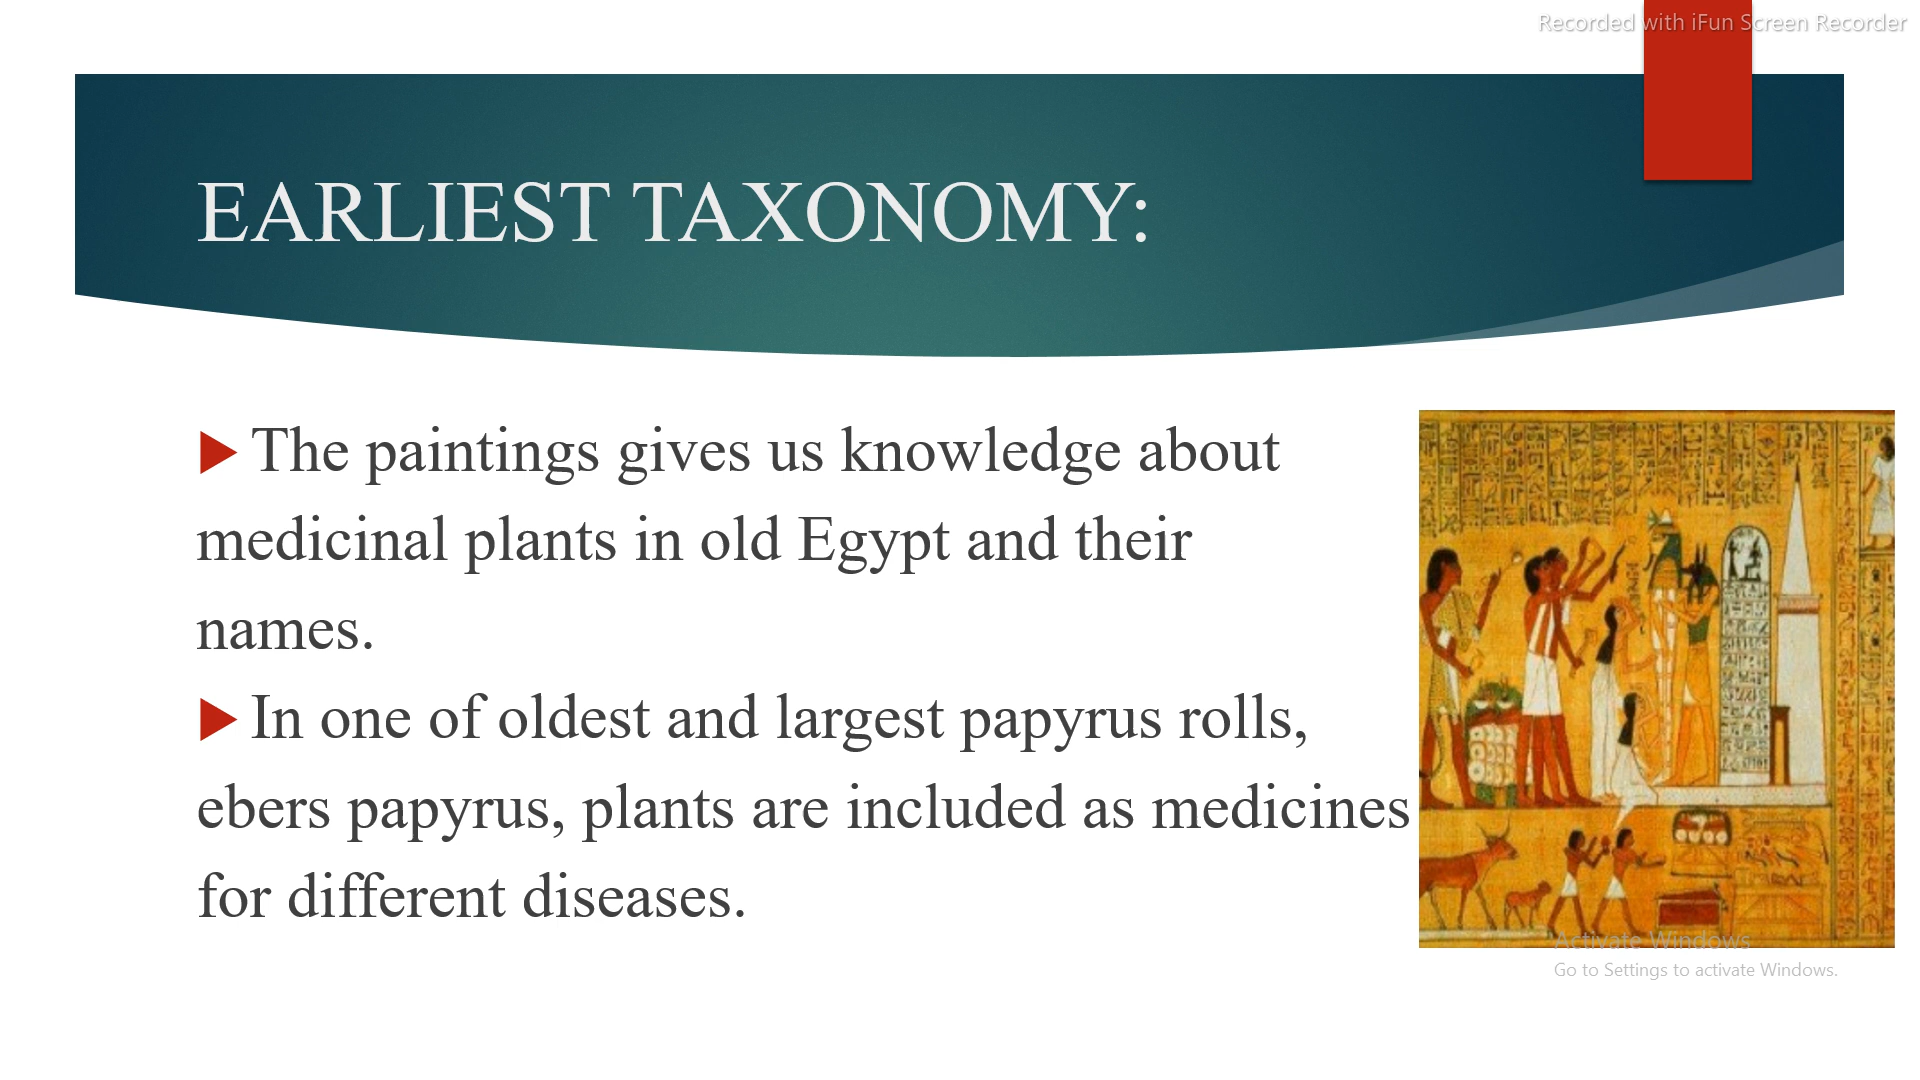 Recorded with iFun Screen Recorder
EARLIEST TAXONOMY:
The paintings gives us knowledge about
medicinal plants in old Egypt and their
names.
In one of oldest and largest papyrus rolls,
ebers papyrus, plants are included as medicines
for different diseases.
Activate Windows
Go to Settings to activate Windows.